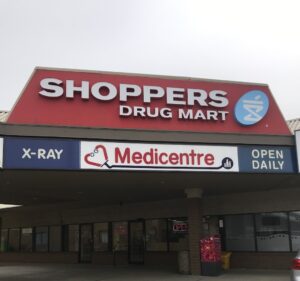 SHOPPERS
DRUG MART
X-RAY
Medicentre
OPEN
DAILY